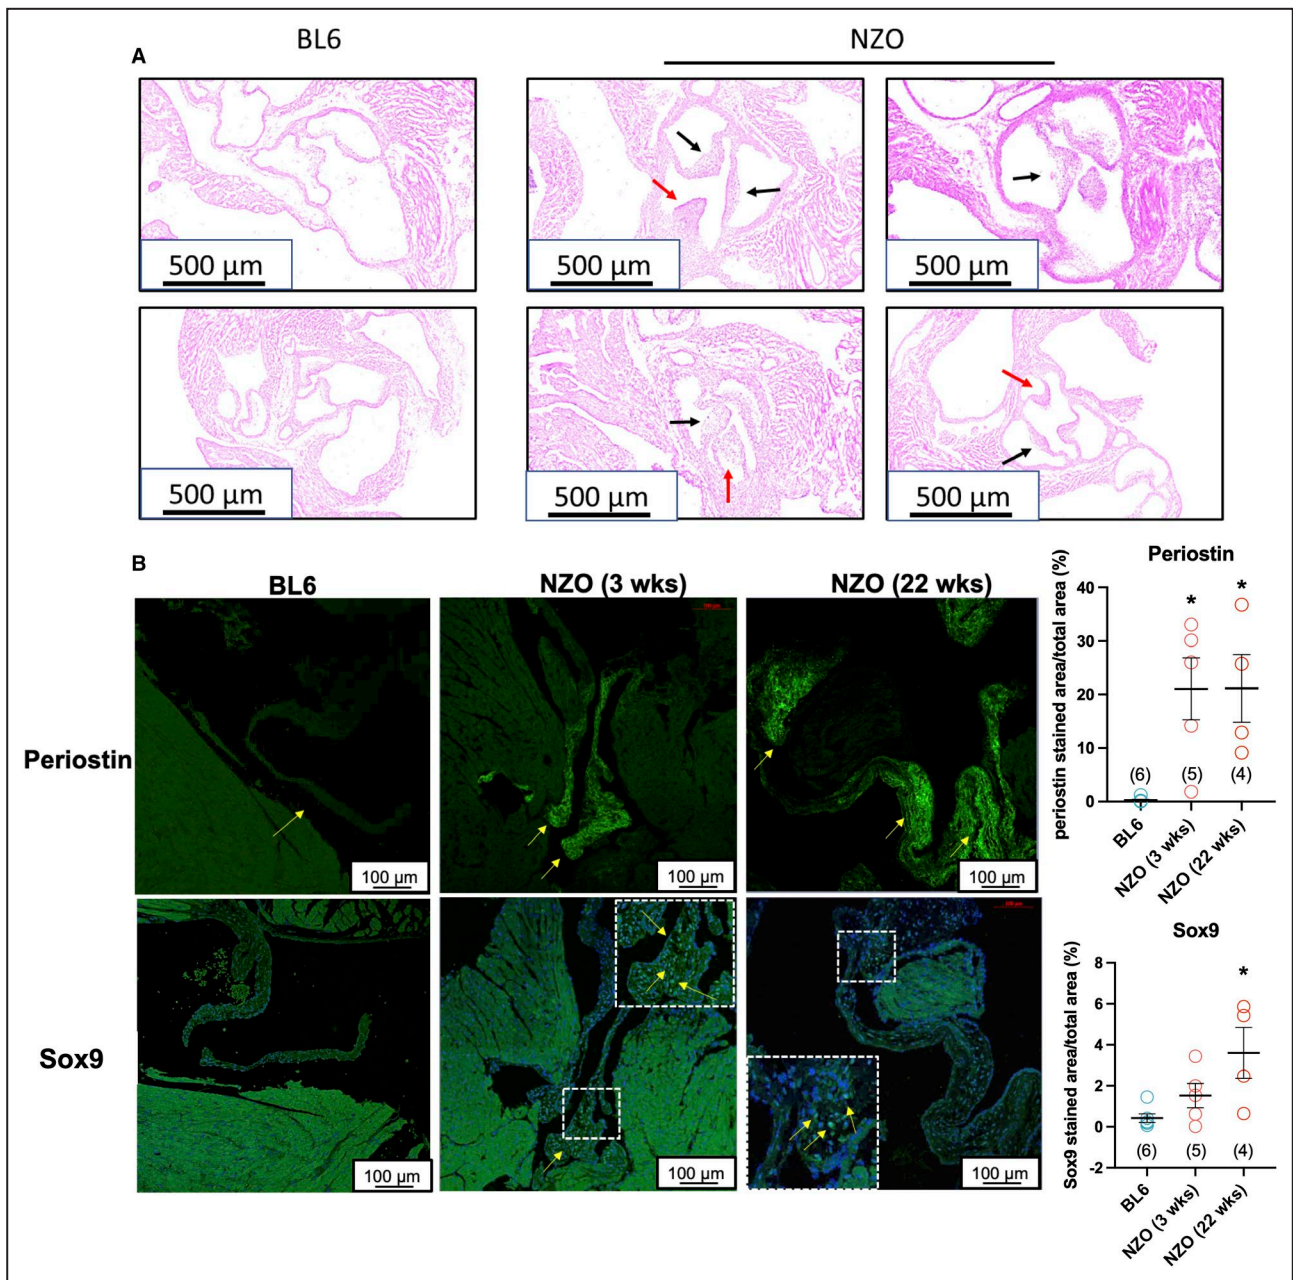 BL6
NZO
A
500 µm
500 µm
500 µm
500 µm
500 µm
500 µm
B
BL6
NZO (3 wks)
NZO (22 wks)
Periostin
100 µm
100 µm
100 µm
Sox9
100 µm
100 µm
100 µm
Periostin
periostin stained area/total area (%)
40
30
20
10
0
*
*
(6)
(5)
(4)
BL6
NZO (3 wks)
NZO (22 wks)
Sox9
Sox9 stained area/total area (%)
8
6
4
2
0
-2
*
(6)
(5)
(4)
BL6
NZO (3 wks)
NZO (22 wks)